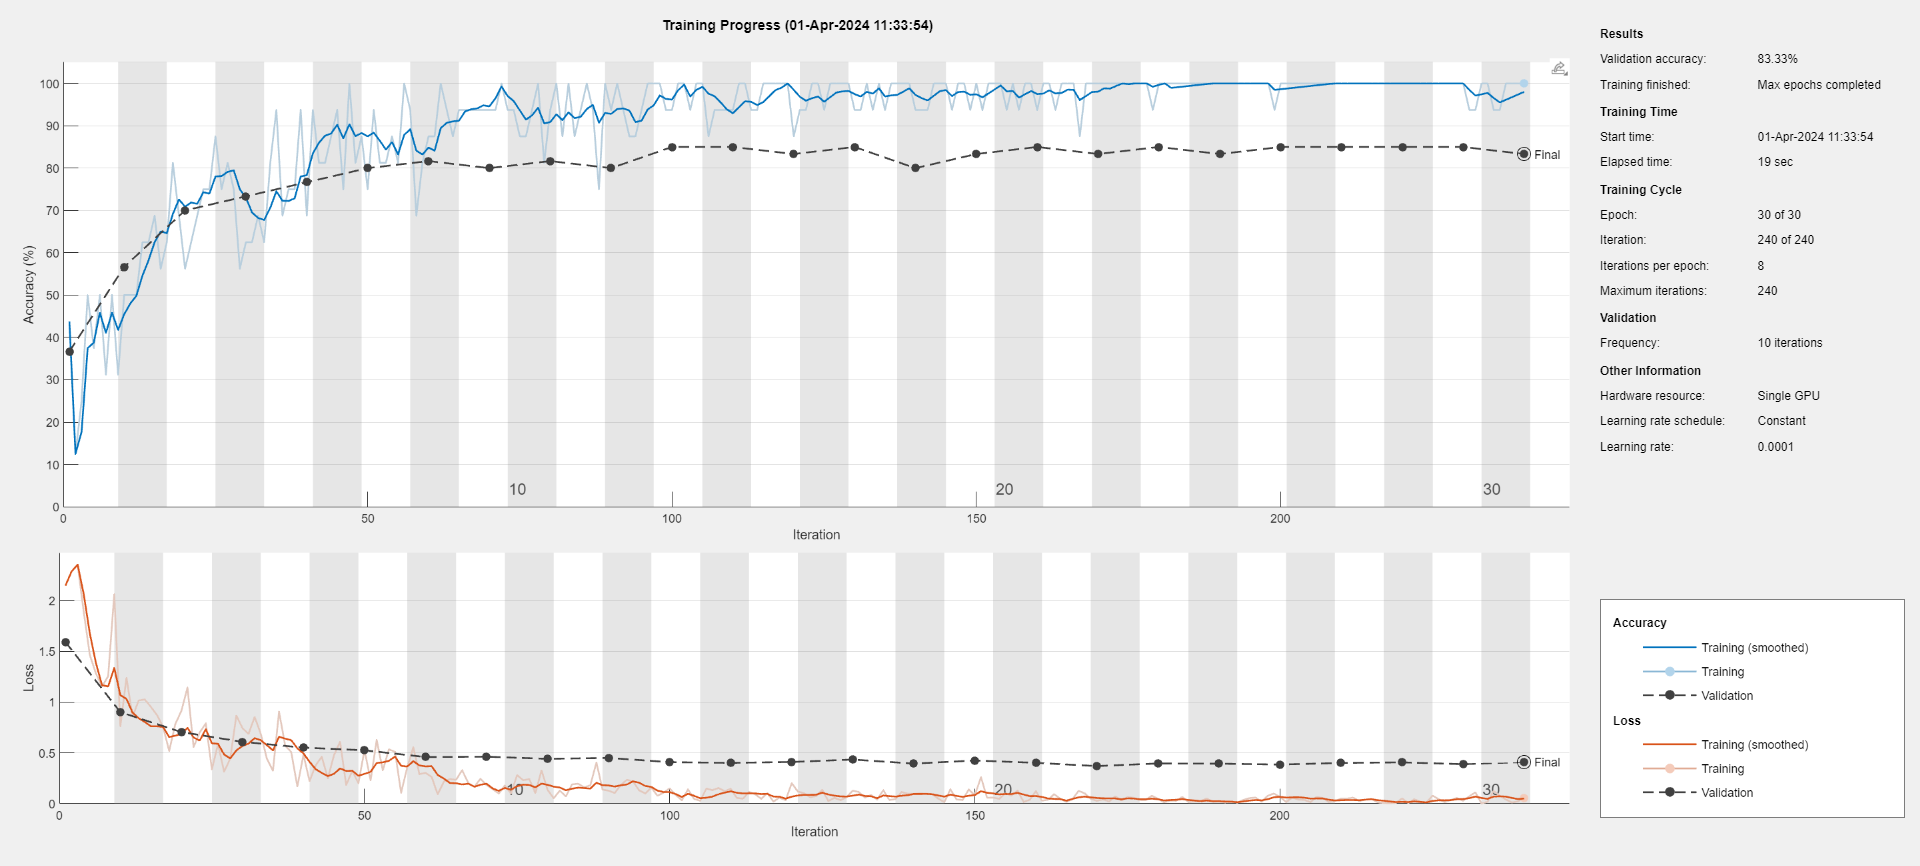 Training Progress (01-Apr-2024 11:33:54)
Accuracy (%)
100
90
80
70
60
50
40
30
20
10
0
Final
10
20
30
0
50
100
150
200
Iteration
Loss
2
1.5
1
0.5
0
Final
10
20
30
0
50
100
150
200
Iteration
Results
Validation accuracy: 83.33%
Training finished: Max epochs completed
Training Time
Start time: 01-Apr-2024 11:33:54
Elapsed time: 19 sec
Training Cycle
Epoch: 30 of 30
Iteration: 240 of 240
Iterations per epoch: 8
Maximum iterations: 240
Validation
Frequency: 10 iterations
Other Information
Hardware resource: Single GPU
Learning rate schedule: Constant
Learning rate: 0.0001
Accuracy
Training (smoothed)
Training
Validation
Loss
Training (smoothed)
Training
Validation